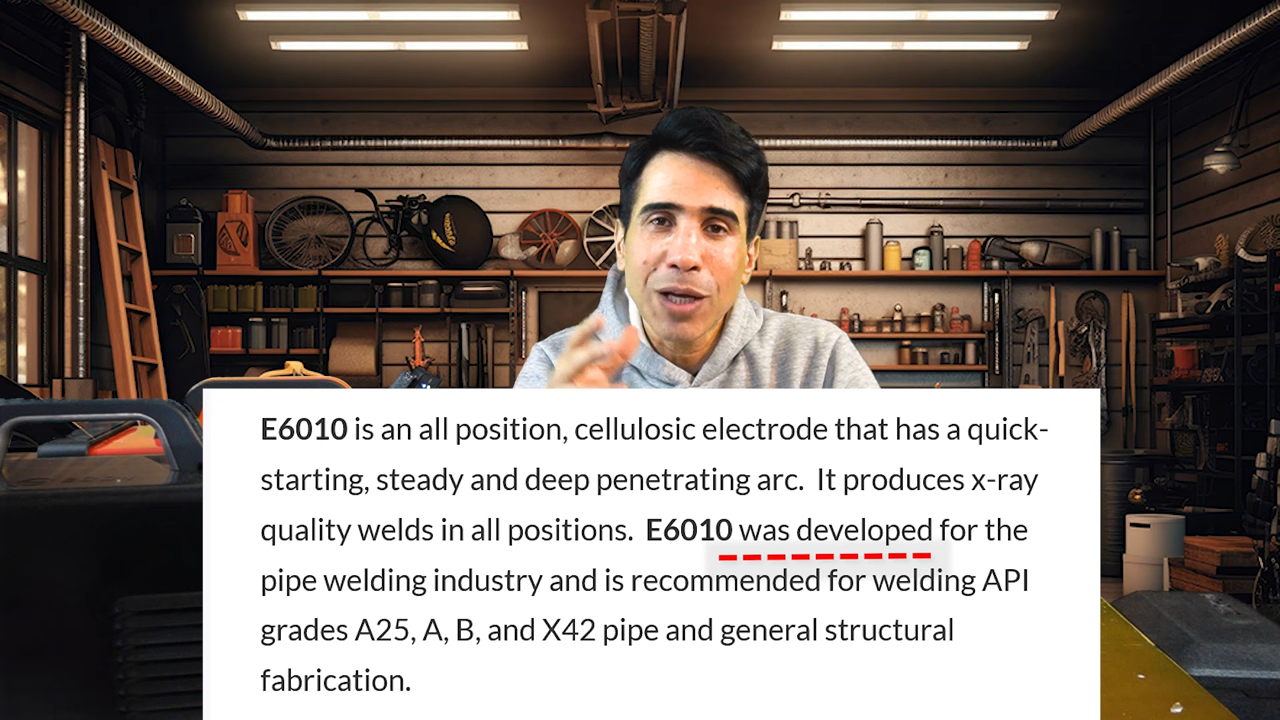 E6010 is an all position, cellulosic electrode that has a quick-
starting, steady and deep penetrating arc.  It produces x-ray
quality welds in all positions.  E6010 was developed for the
pipe welding industry and is recommended for welding API
grades A25, A, B, and X42 pipe and general structural
fabrication.